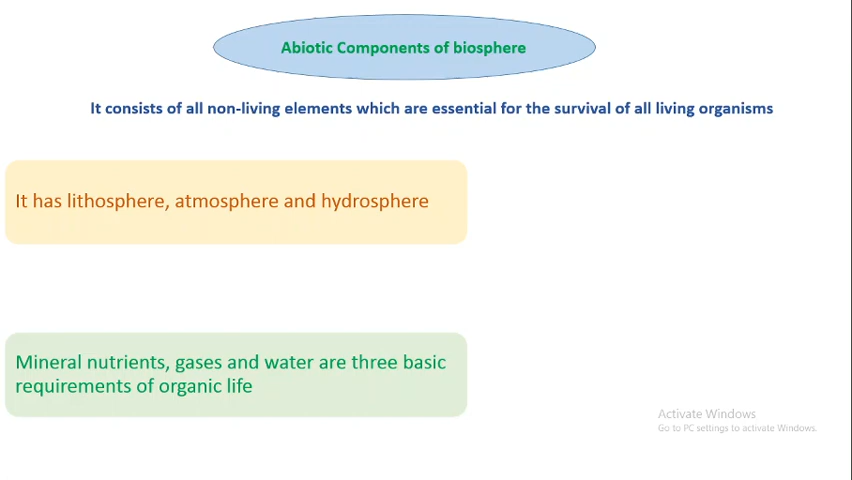 Abiotic Components of biosphere
It consists of all non-living elements which are essential for the survival of all living organisms
It has lithosphere, atmosphere and hydrosphere
Mineral nutrients, gases and water are three basic
requirements of organic life
Activate Windows
Go to PC settings to activate Windows.